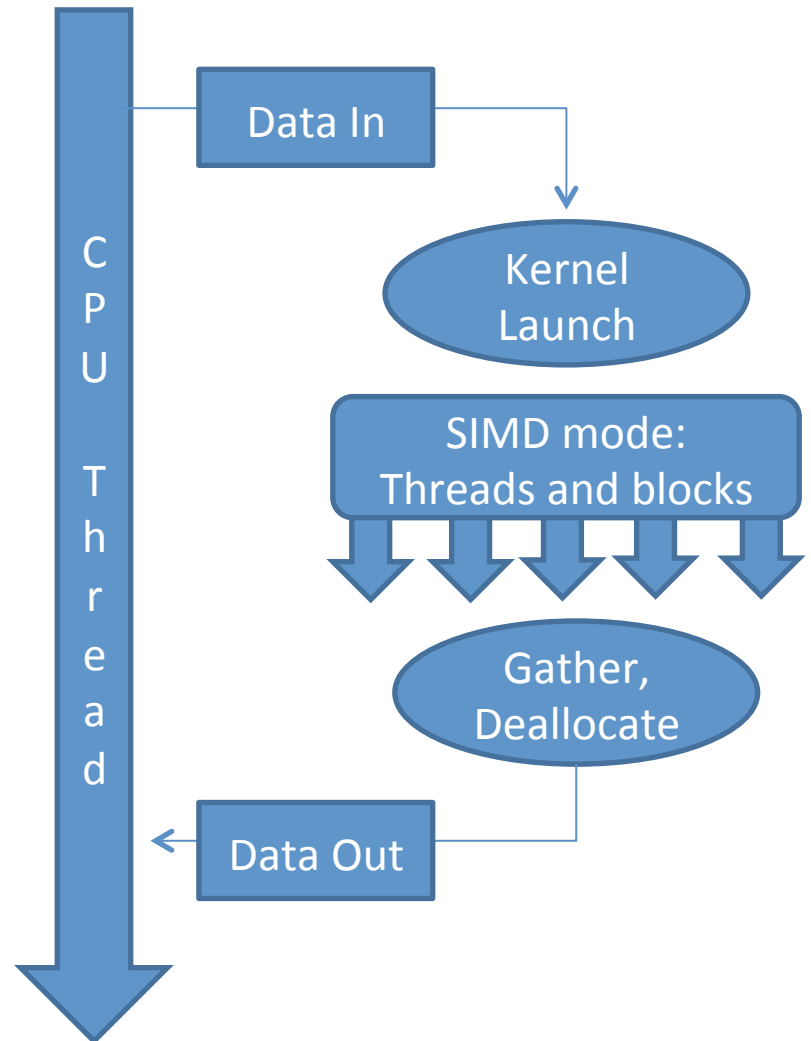 CPU Thread
Data In
Kernel
Launch
SIMD mode:
Threads and blocks
Gather,
Deallocate
Data Out